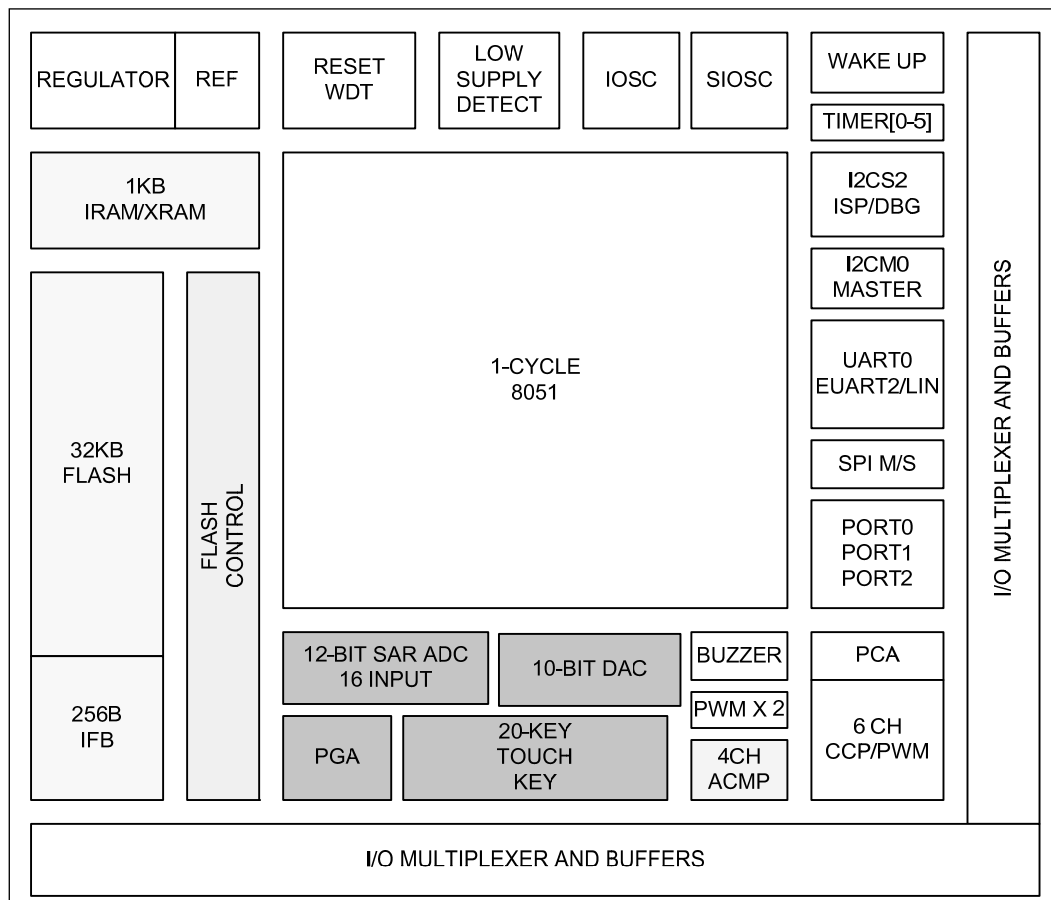 REGULATOR
REF
RESET
WDT
LOW
SUPPLY
DETECT
IOSC
SIOSC
WAKE UP
TIMER[0-5]
1KB
IRAM/XRAM
I2CS2
ISP/DBG
I2CM0
MASTER
1-CYCLE
8051
UART0
EUART2/LIN
32KB
FLASH
FLASH
CONTROL
SPI M/S
PORT0
PORT1
PORT2
I/O MULTIPLEXER AND BUFFERS
12-BIT SAR ADC
16 INPUT
10-BIT DAC
BUZZER
PCA
256B
IFB
PGA
20-KEY
TOUCH
KEY
PWM X 2
4CH
ACMP
6 CH
CCP/PWM
I/O MULTIPLEXER AND BUFFERS